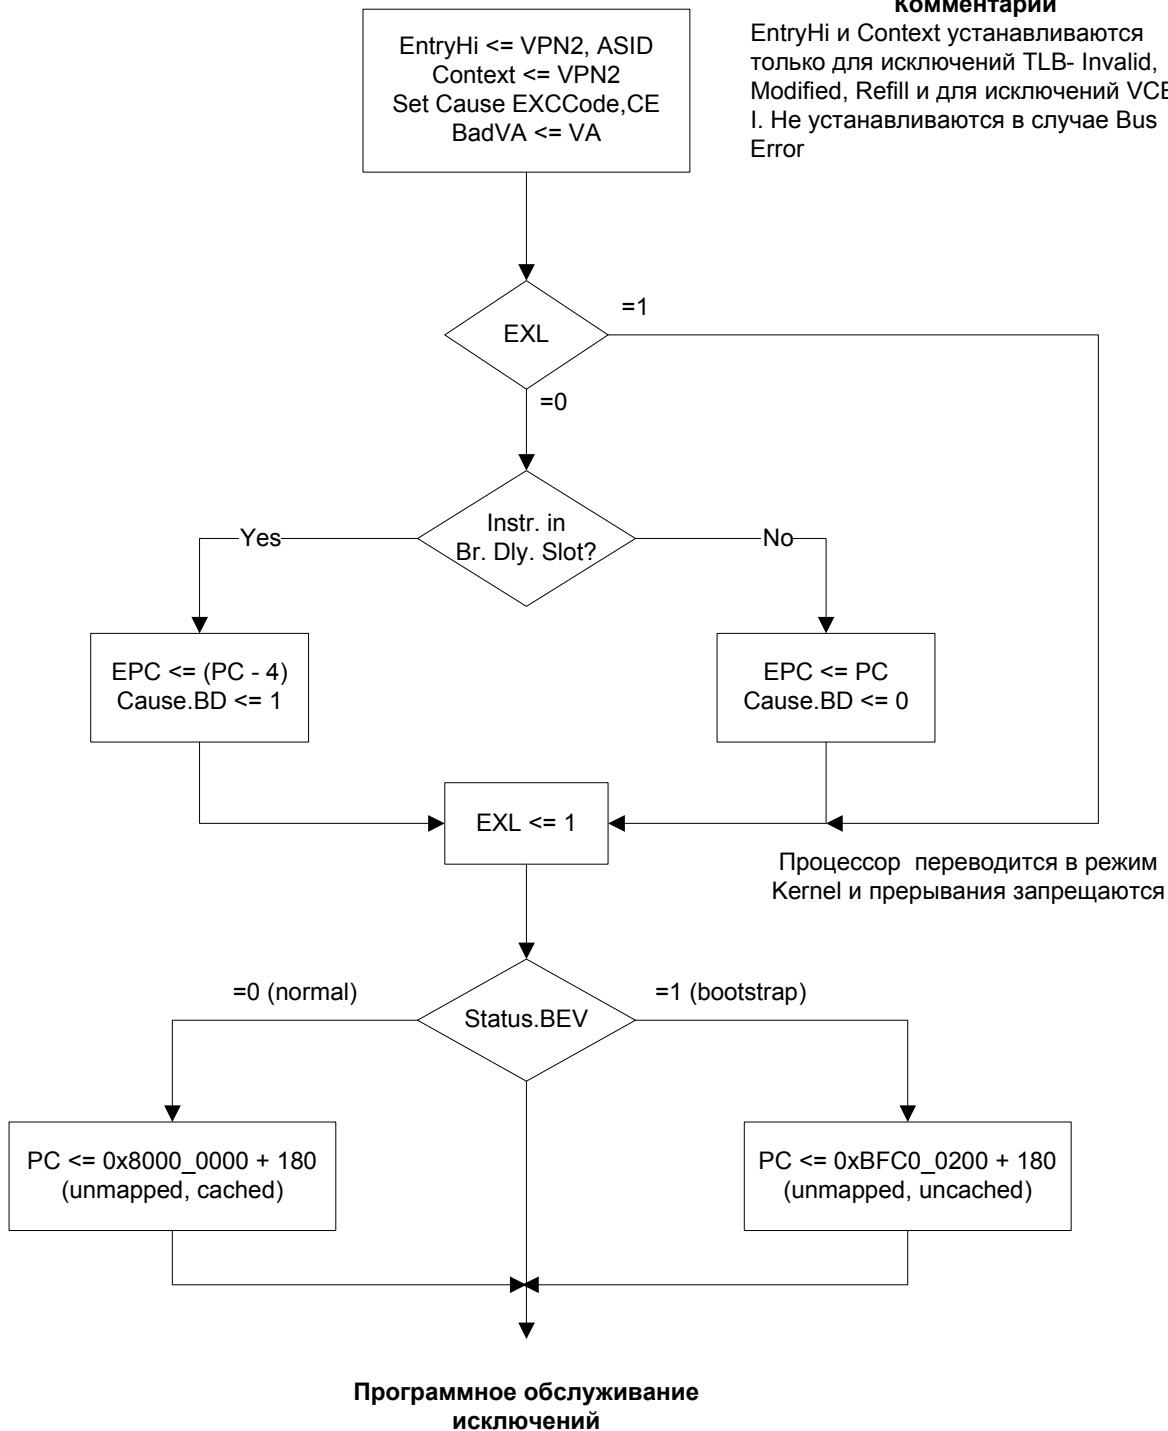 Комментарии
EntryHi <= VPN2, ASID
Context <= VPN2
Set Cause EXCCode,CE
BadVA <= VA
EntryHi и Context устанавливаются
только для исключений TLB- Invalid,
Modified, Refill и для исключений
I. Не устанавливаются в случае Bus
Error
EXL
=1
=0
Instr. in
Br. Dly. Slot?
Yes
No
EPC <= (PC - 4)
Cause.BD <= 1
EPC <= PC
Cause.BD <= 0
EXL <= 1
Процессор переводится в режим
Kernel и прерывания запрещаются
Status.BEV
=0 (normal)
=1 (bootstrap)
PC <= 0x8000_0000 + 180
(unmapped, cached)
PC <= 0xBFC0_0200 + 180
(unmapped, uncached)
Программное обслуживание
исключений